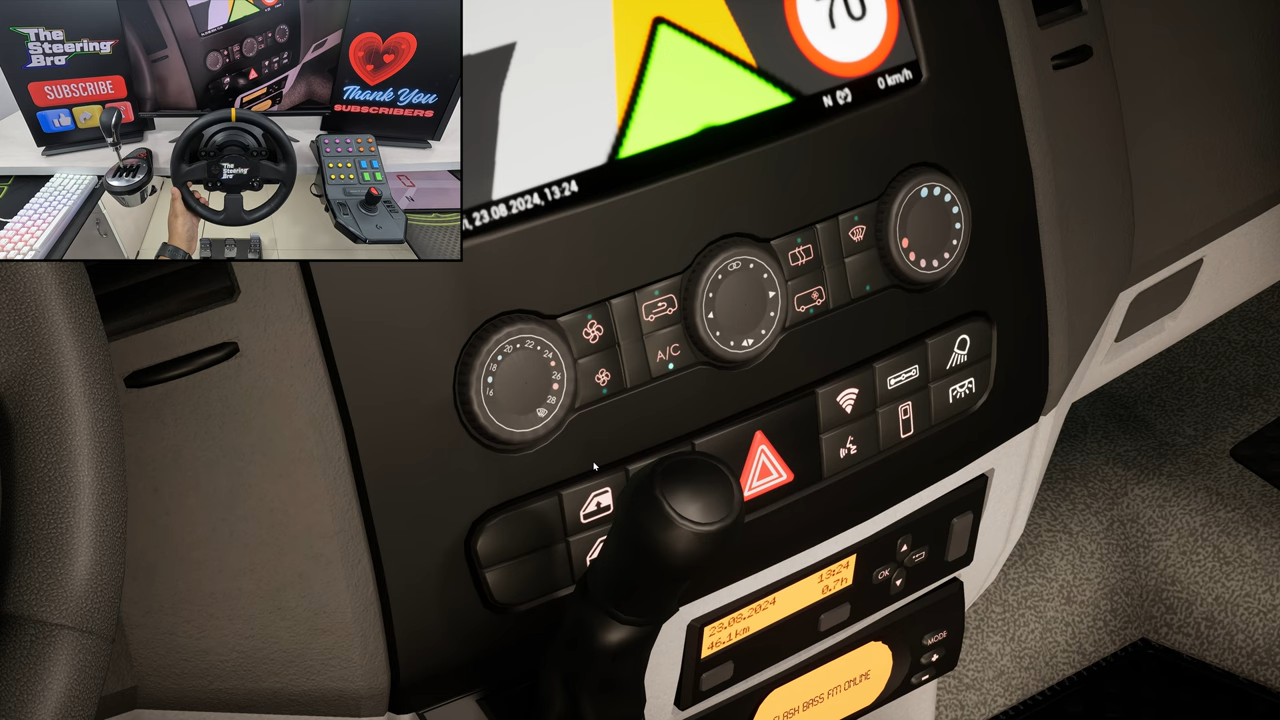 The
Steering
Bro
SUBSCRIBE
Thank You
SUBSCRIBERS
The
Steering
Bro
70
N
0 km/h
23.08.2024, 13:24
16
18
20
22
24
26
28
A/C
13:24
23.08.2024
0.7h
46.1km
OK
MODE
+
-
FLASH BASS FM ONLINE